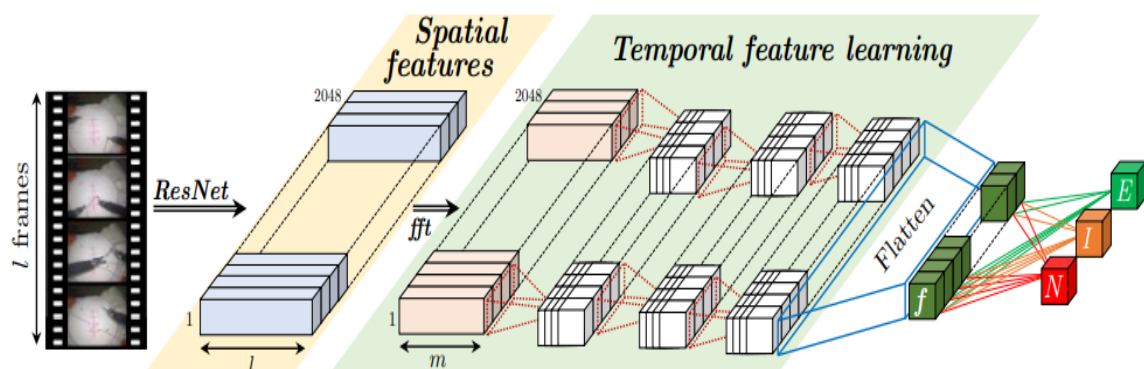 Spatial
features
Temporal feature learning
2048
2048
l frames
ResNet
fft
Flatten
E
I
N
f
1
l
1
m